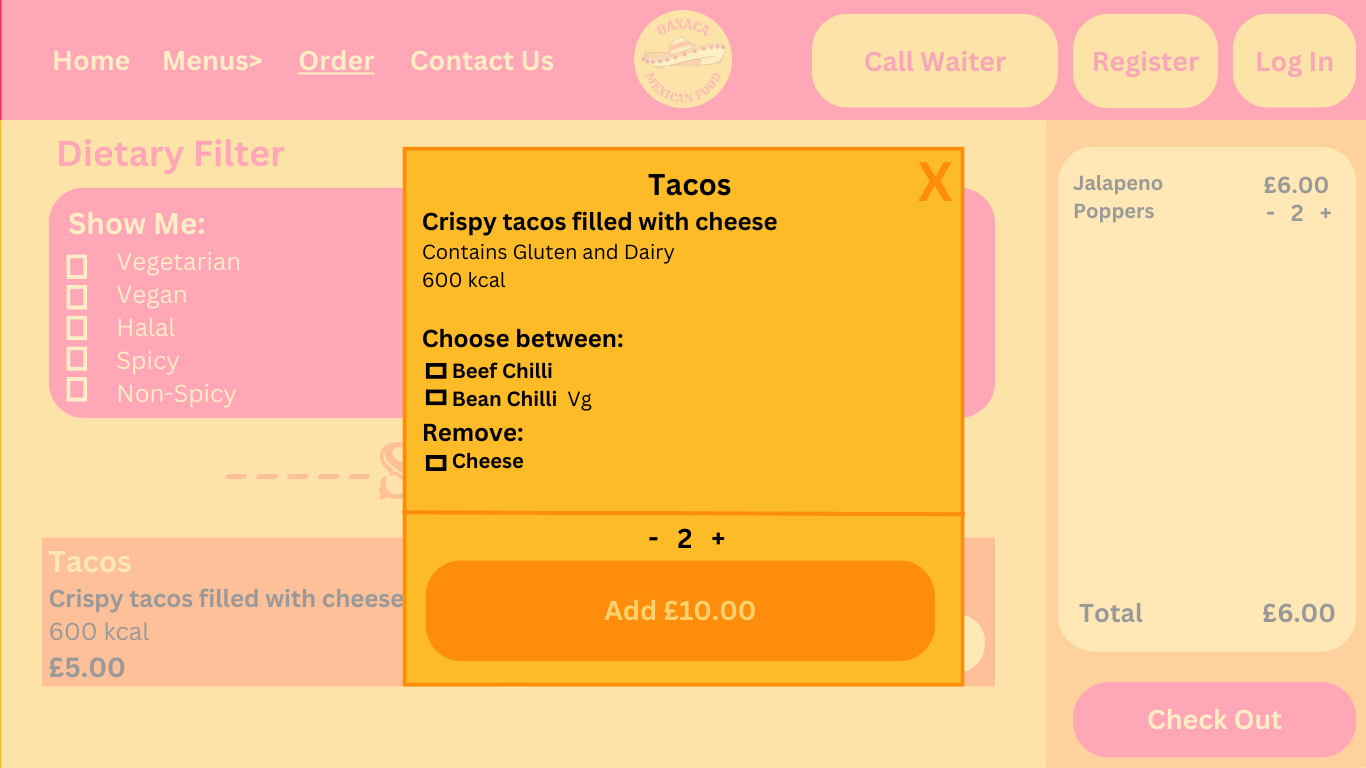 Home Menus> Order Contact Us
OAXACA
MEXICAN FOOD
Call Waiter Register Log In
Dietary Filter
Show Me:
Vegetarian
Vegan
Halal
Spicy
Non-Spicy
Tacos
Crispy tacos filled with cheese
600 kcal
£5.00
X
Tacos
Crispy tacos filled with cheese
Contains Gluten and Dairy
600 kcal
Choose between:
Beef Chilli
Bean Chilli Vg
Remove:
Cheese
- 2 +
Add £10.00
Jalapeno £6.00
Poppers - 2 +
Total £6.00
Check Out